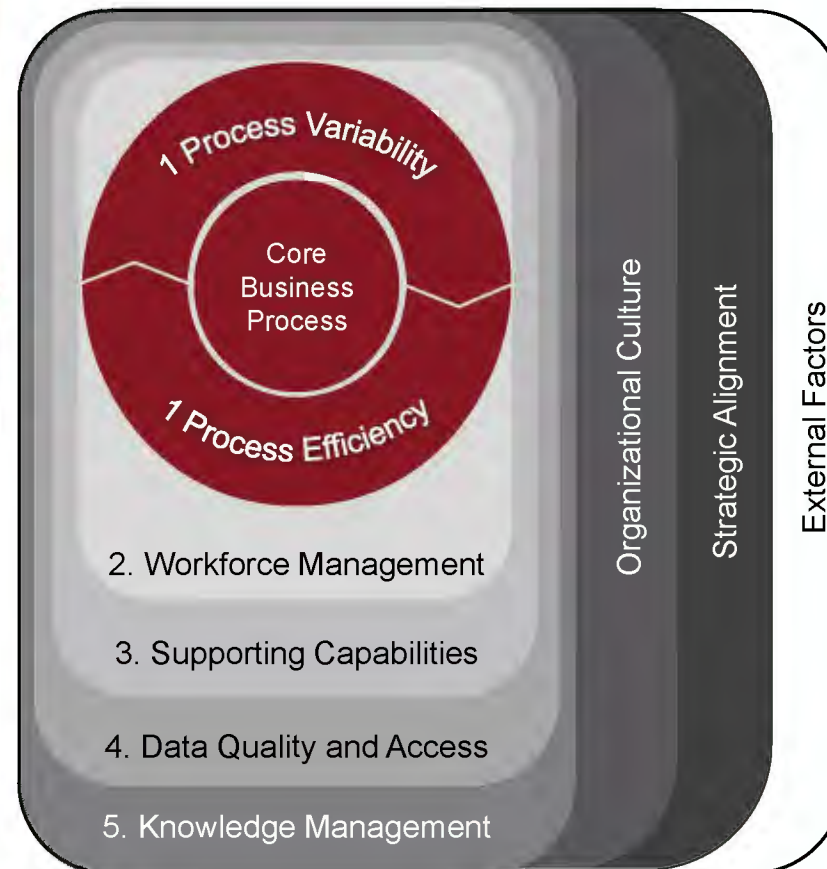 1 Process Variability
Core
Business
Process
1 Process Efficiency
2. Workforce Management
3. Supporting Capabilities
4. Data Quality and Access
5. Knowledge Management
Organizational Culture
Strategic Alignment
External Factors